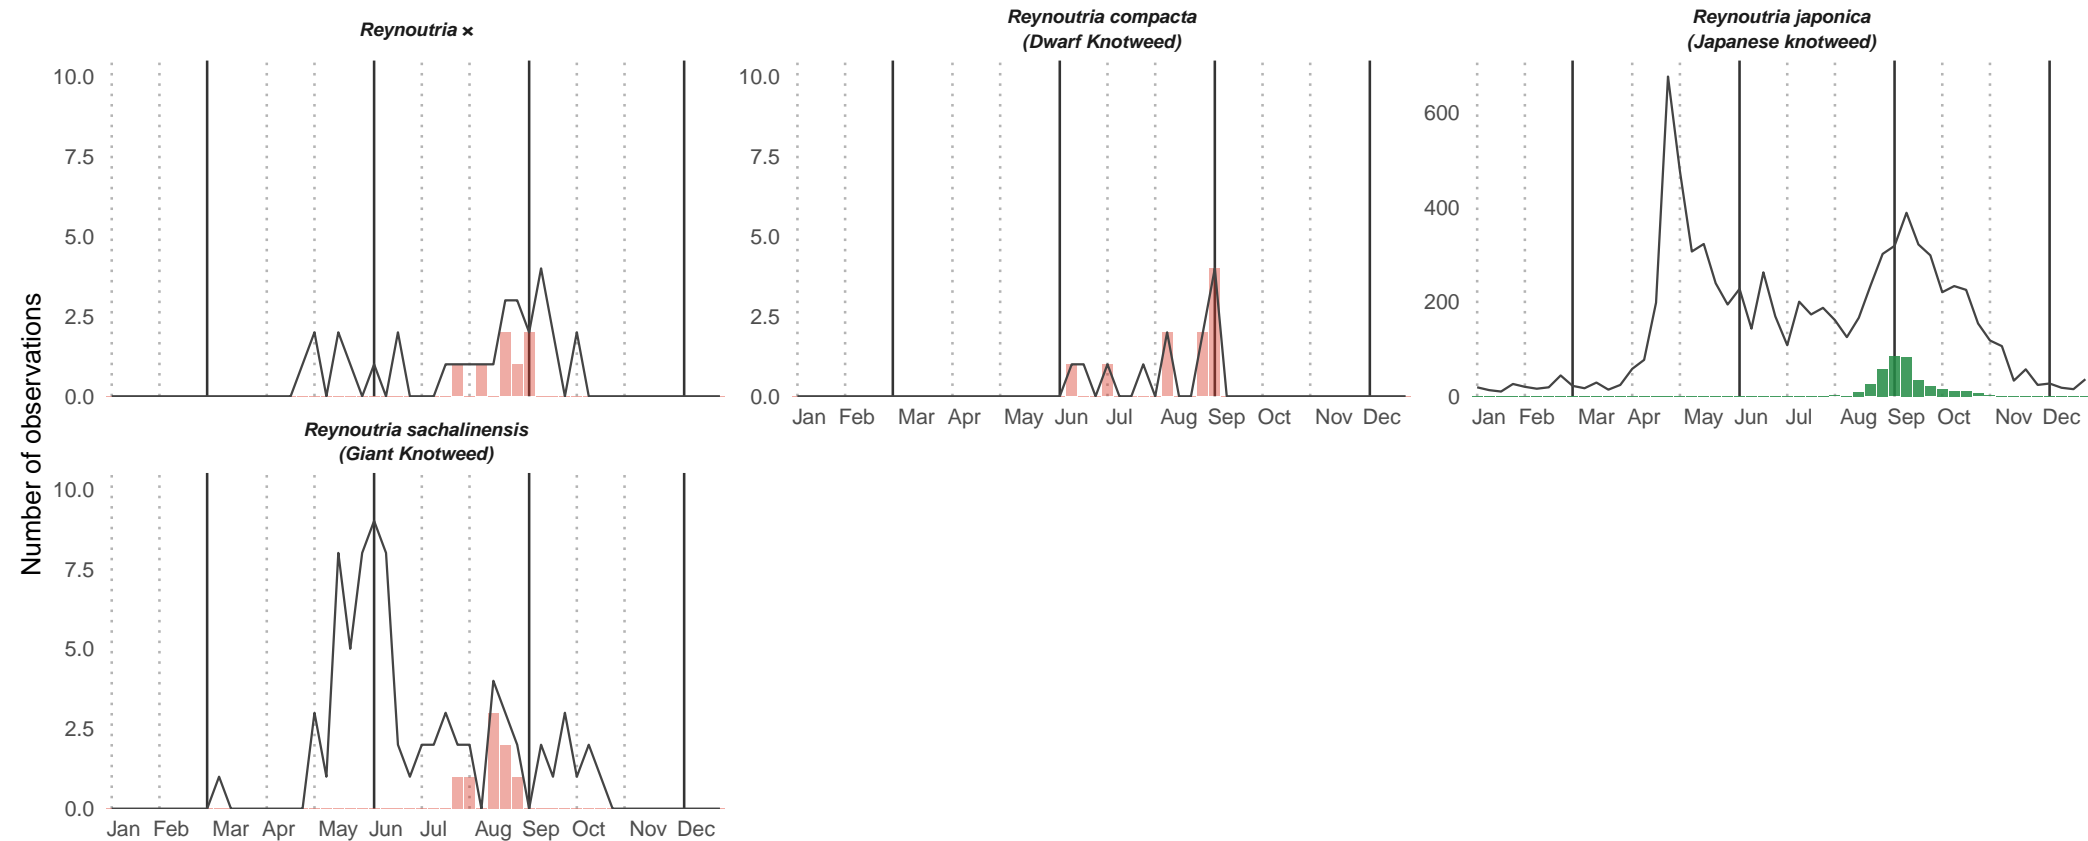 Reynoutria ×
Reynoutria compacta
(Dwarf Knotweed)
Reynoutria japonica
(Japanese knotweed)
10.0
7.5
5.0
2.5
0.0
10.0
7.5
5.0
2.5
0.0
Jan Feb Mar Apr May Jun Jul Aug Sep Oct Nov Dec
600
400
200
0
Jan Feb Mar Apr May Jun Jul Aug Sep Oct Nov Dec
Number of observations
Reynoutria sachalinensis
(Giant Knotweed)
10.0
7.5
5.0
2.5
0.0
Jan Feb Mar Apr May Jun Jul Aug Sep Oct Nov Dec